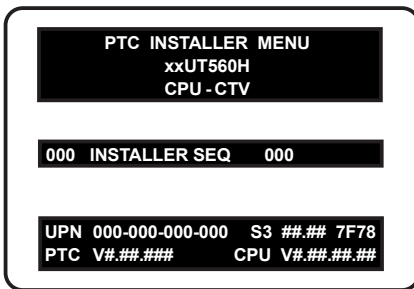 PTC INSTALLER MENU
xxUT560H
CPU - CTV
000 INSTALLER SEQ 000
UPN 000-000-000-000 S3 ##.## 7F78
PTC V#.##.### CPU V#.##.##.##